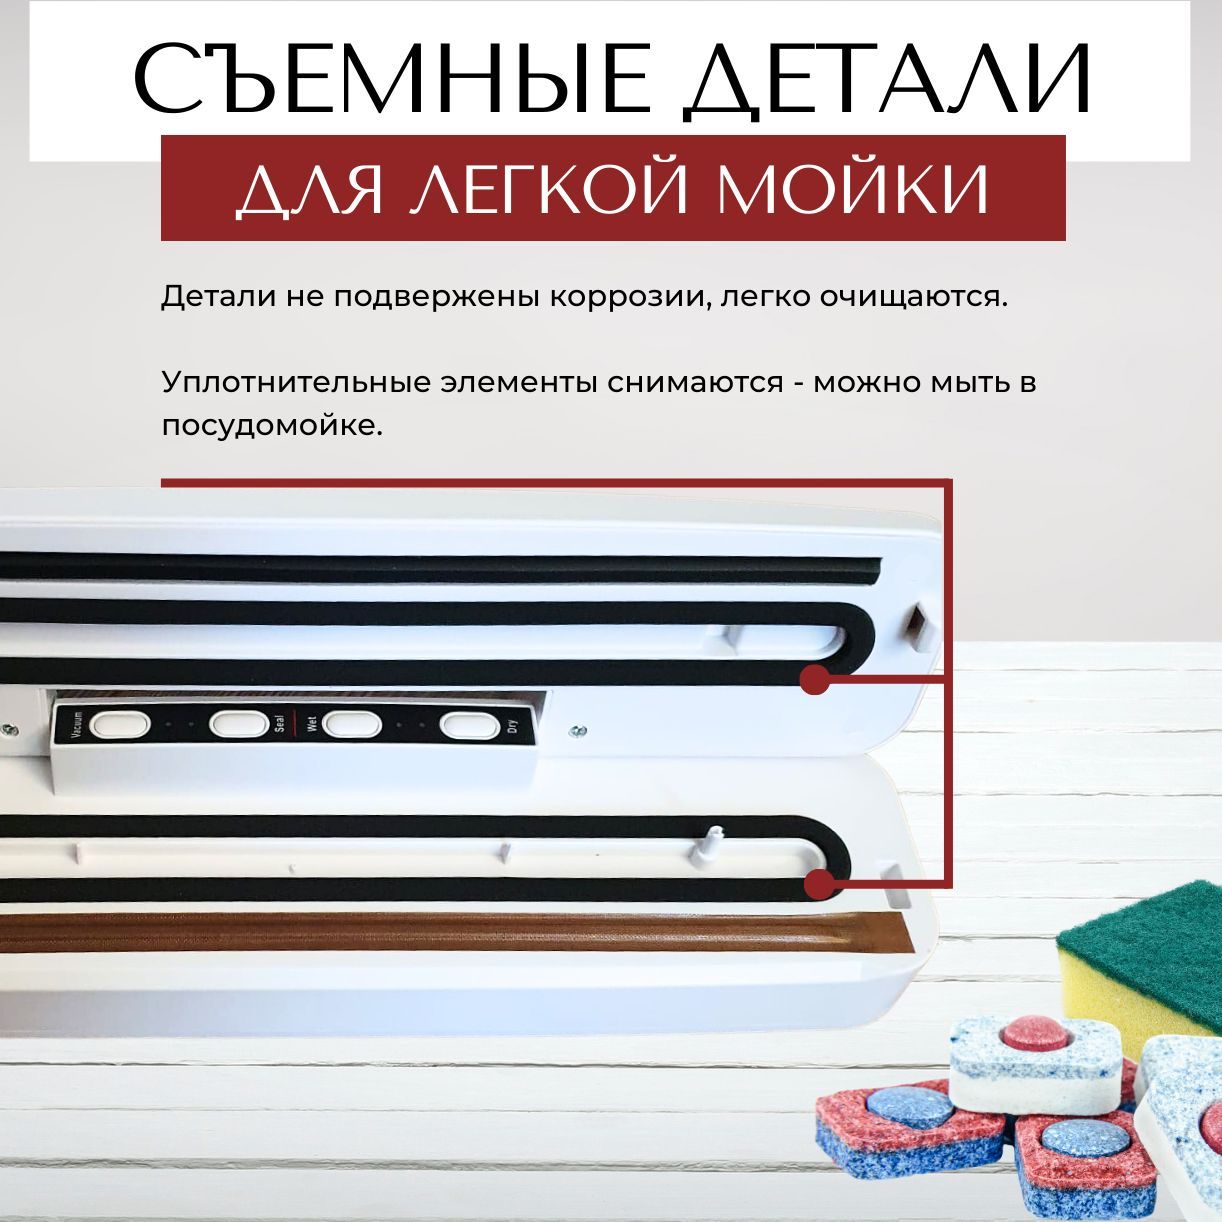 СЪЕМНЫЕ ДЕТАЛИ
ДЛЯ ЛЕГКОЙ МОЙКИ
Детали не подвержены коррозии, легко очищаются.
Уплотнительные элементы снимаются - можно мыть в
посудомойке.
Vacuum
Seal
Wet
Dry